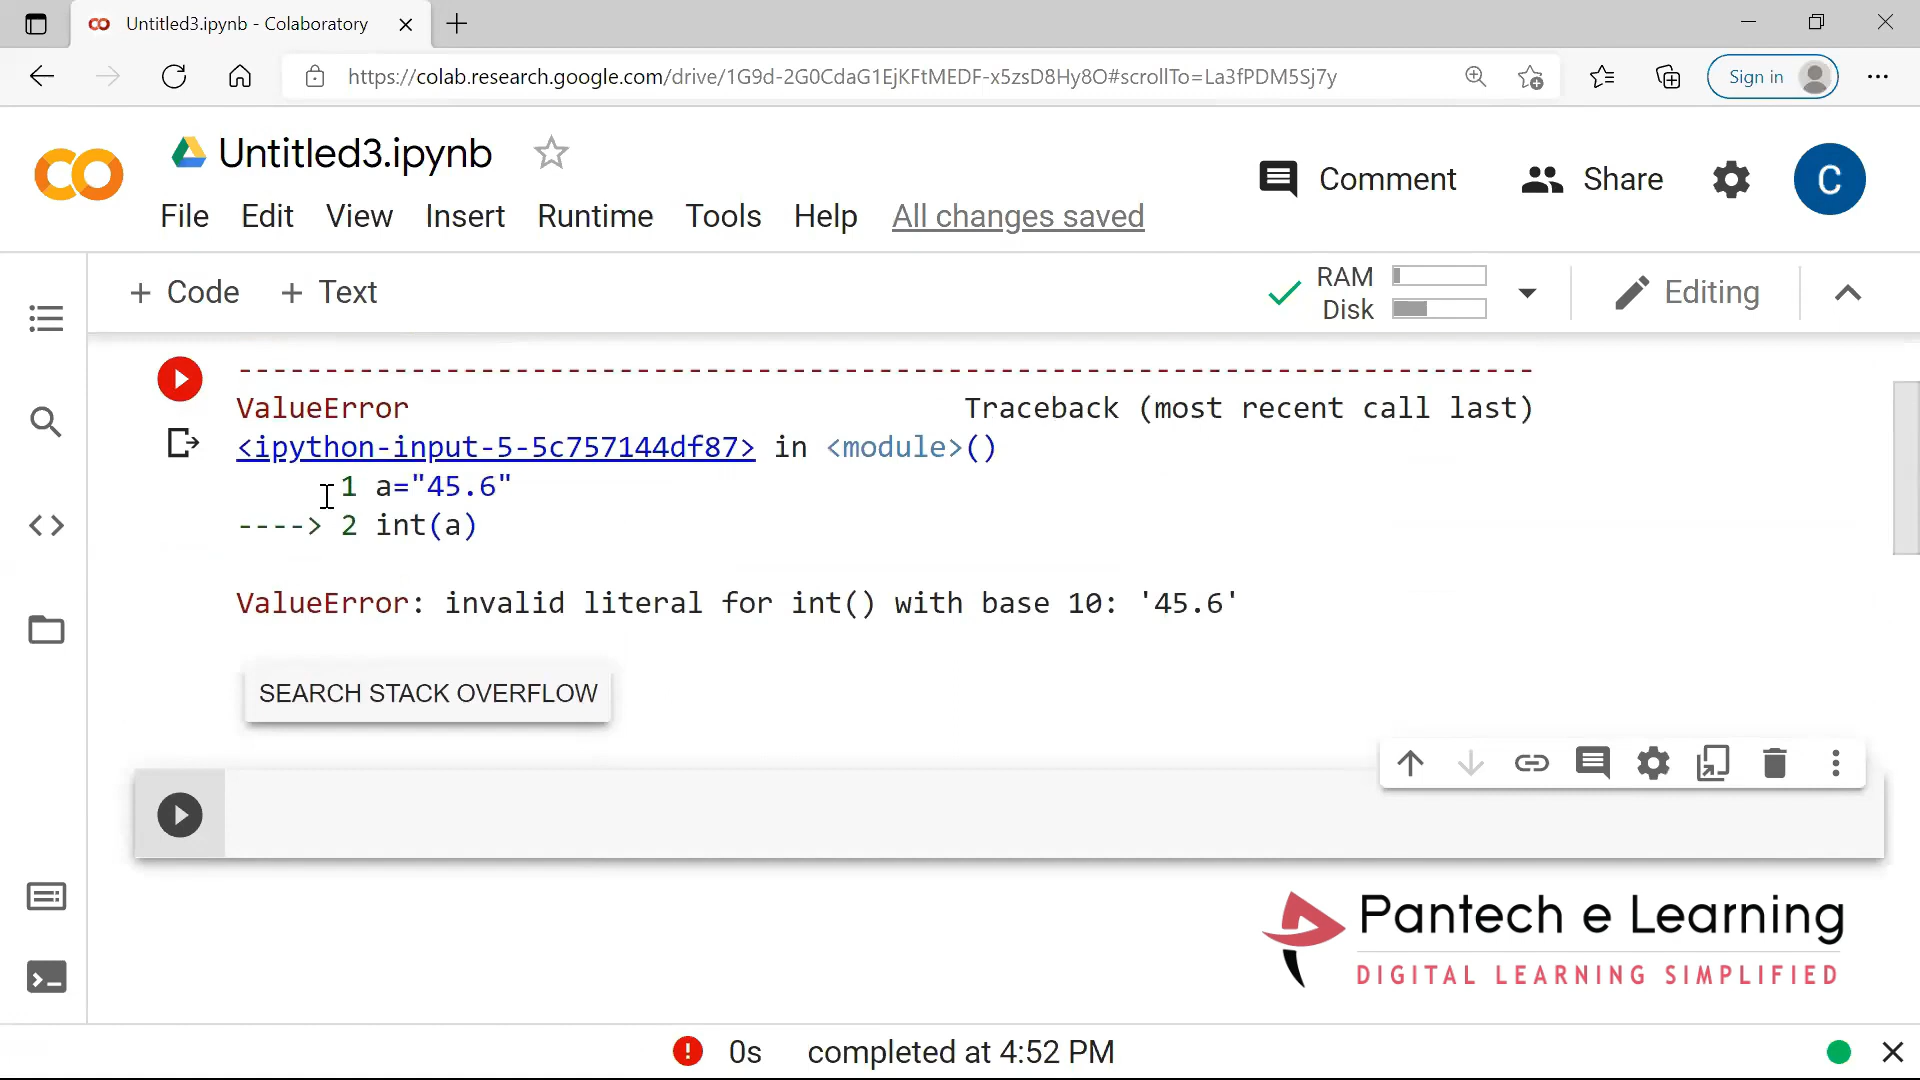 Untitled3.ipynb - Colaboratory
https://colab.research.google.com/drive/1G9d-2G0CdaG1EjKFtMEDF-x5zsD8Hy8O#scrollTo=La3fPDM5Sj7y
Sign in
Untitled3.ipynb
Comment
Share
C
File Edit View Insert Runtime Tools Help All changes saved
+ Code + Text
RAM
Disk
Editing
---------------------------------------------------------------------------
ValueError Traceback (most recent call last)
<ipython-input-5-5c757144df87> in <module>()
1 a="45.6"
----> 2 int(a)
ValueError: invalid literal for int() with base 10: '45.6'
SEARCH STACK OVERFLOW
Pantech e Learning
DIGITAL LEARNING SIMPLIFIED
0s completed at 4:52 PM